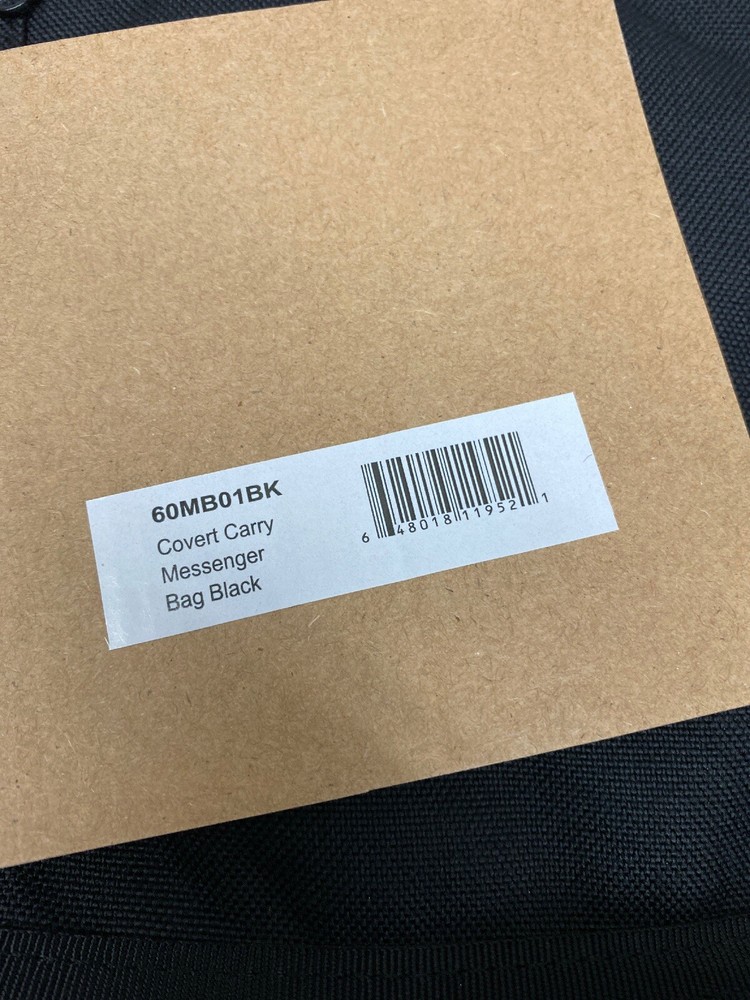 60MB01BK
Covert Carry
Messenger
Bag Black
6 48018 11952 1